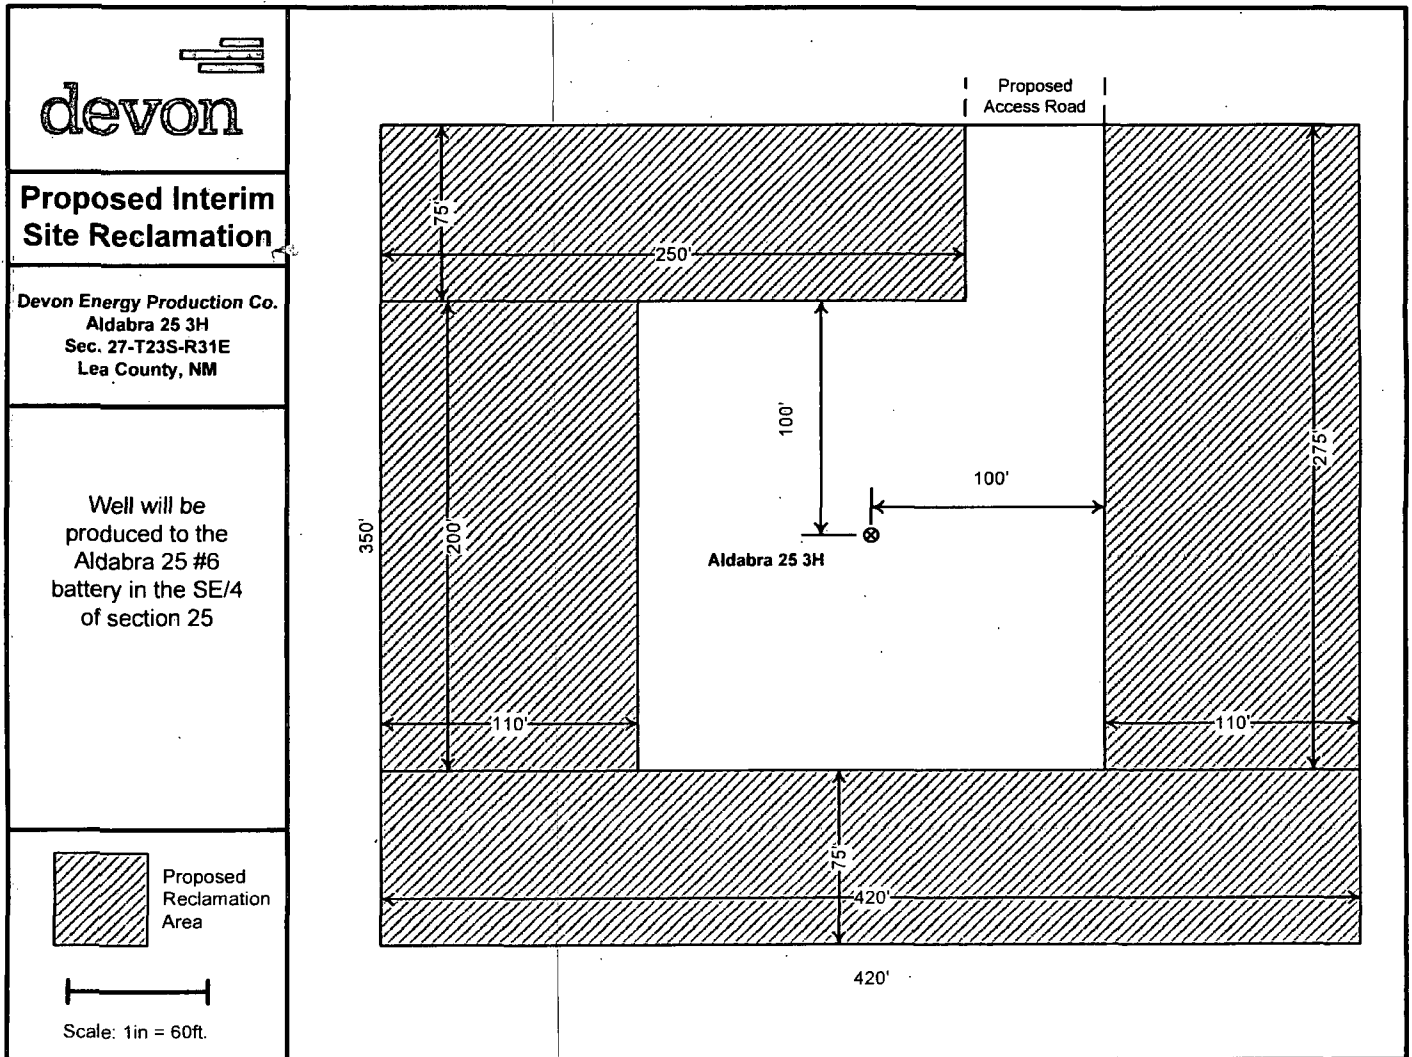 devon
Proposed Interim
Site Reclamation
Devon Energy Production Co.
Aldabra 25 3H
Sec. 27-T23S-R31E
Lea County, NM
Well will be
produced to the
Aldabra 25 #6
battery in the SE/4
of section 25
Proposed
Reclamation
Area
Scale: 1in = 60ft.
Proposed
Access Road
75'
250'
100'
100'
275'
350'
200'
Aldabra 25 3H
110'
110'
75'
420'
420'